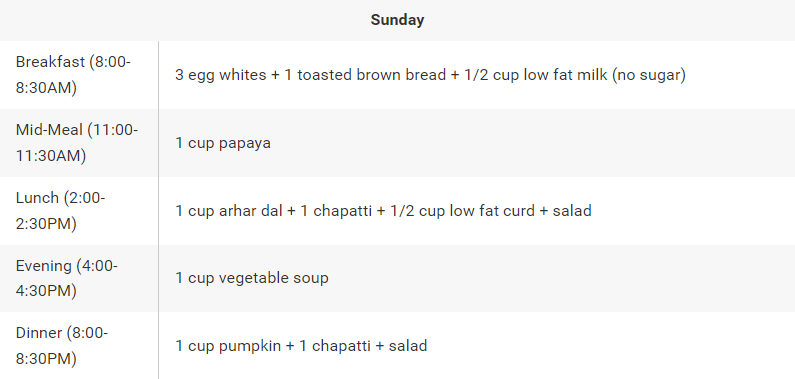 Sunday
Breakfast (8:00-
8:30AM)
3 egg whites + 1 toasted brown bread + 1/2 cup low fat milk (no sugar)
Mid-Meal (11:00-
11:30AM)
1 cup papaya
Lunch (2:00-
2:30PM)
1 cup arhar dal + 1 chapatti + 1/2 cup low fat curd + salad
Evening (4:00-
4:30PM)
1 cup vegetable soup
Dinner (8:00-
8:30PM)
1 cup pumpkin + 1 chapatti + salad